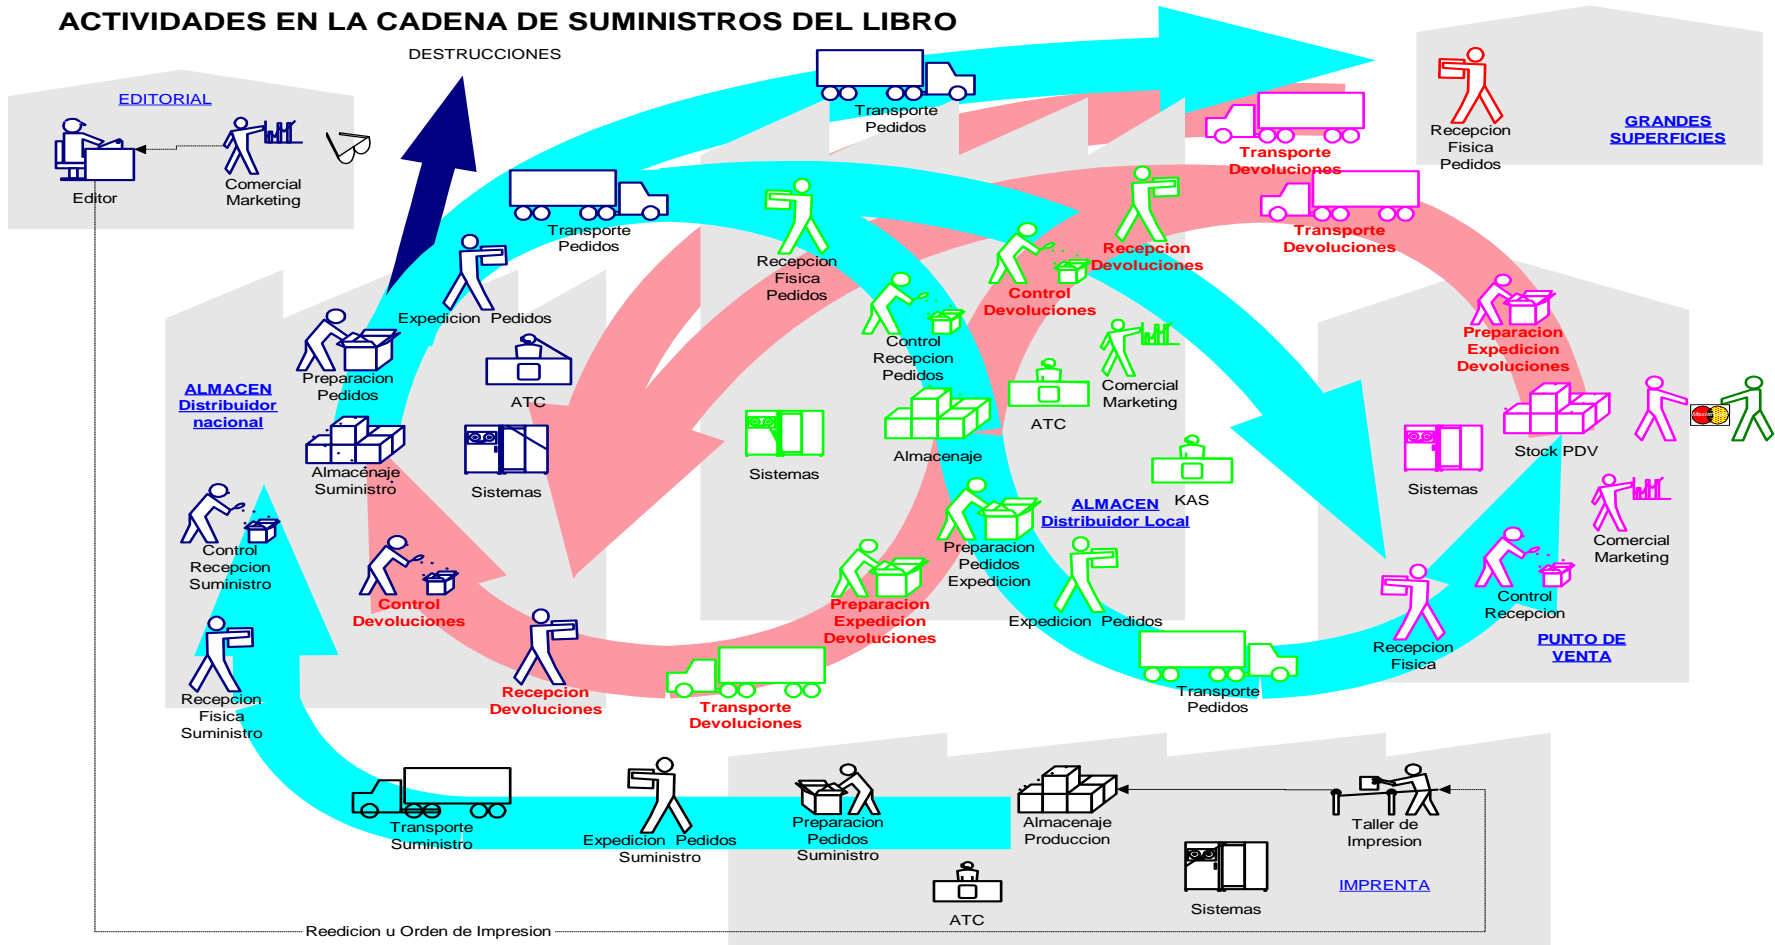 ACTIVIDADES EN LA CADENA DE SUMINISTROS DEL LIBRO
DESTRUCCIONES
EDITORIAL
Editor
Comercial
Marketing
Transporte
Pedidos
Transporte
Devoluciones
Recepcion
Fisica
Pedidos
GRANDES
SUPERFICIES
Transporte
Pedidos
Recepcion
Fisica
Pedidos
Recepcion
Devoluciones
Transporte
Devoluciones
Expedicion Pedidos
Control
Devoluciones
Preparacion
Pedidos
ATC
Control
Recepcion
Pedidos
Comercial
Marketing
Preparacion
Expedicion
Devoluciones
ALMACEN
Distribuidor
nacional
ATC
Almacenaje
Suministro
Sistemas
Sistemas
Almacenaje
KAS
Stock PDV
Sistemas
Comercial
Marketing
ALMACEN
Distribuidor Local
Control
Recepcion
Suministro
Preparacion
Pedidos
Expedicion
Control
Devoluciones
Preparacion
Expedicion
Devoluciones
Expedicion Pedidos
Control
Recepcion
Recepcion
Fisica
PUNTO DE
VENTA
Recepcion
Fisica
Suministro
Recepcion
Devoluciones
Transporte
Devoluciones
Transporte
Pedidos
Transporte
Suministro
Expedicion Pedidos
Suministro
Preparacion
Pedidos
Suministro
Almacenaje
Produccion
Taller de
Impresion
ATC
Sistemas
IMPRENTA
Reedicion u Orden de Impresion